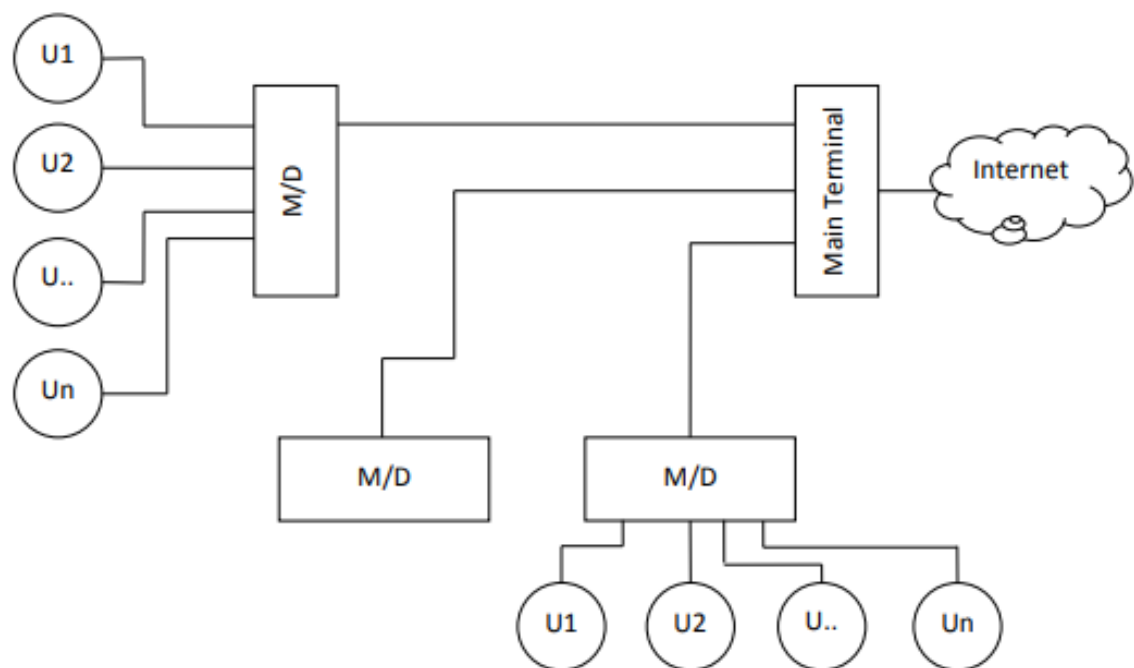 U1
U2
U..
Un
M/D
Main Terminal
Internet
M/D
M/D
U1
U2
U..
Un